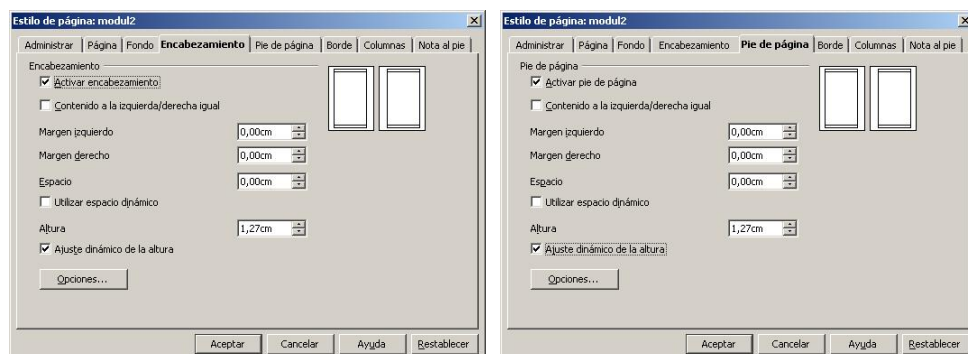 Estilo de página: modul2
Administrar Página Fondo Encabezamiento Pie de página Borde Columnas Nota al pie
Encabezamiento
Activar encabezamiento
Contenido a la izquierda/derecha igual
Margen izquierdo 0,00cm
Margen derecho 0,00cm
Espacio 0,00cm
Utilizar espacio dinámico
Altura 1,27cm
Ajuste dinámico de la altura
Opciones...
Aceptar Cancelar Ayuda Restablecer
Estilo de página: modul2
Administrar Página Fondo Encabezamiento Pie de página Borde Columnas Nota al pie
Pie de página
Activar pie de página
Contenido a la izquierda/derecha igual
Margen izquierdo 0,00cm
Margen derecho 0,00cm
Espacio 0,00cm
Utilizar espacio dinámico
Altura 1,27cm
Ajuste dinámico de la altura
Opciones...
Aceptar Cancelar Ayuda Restablecer